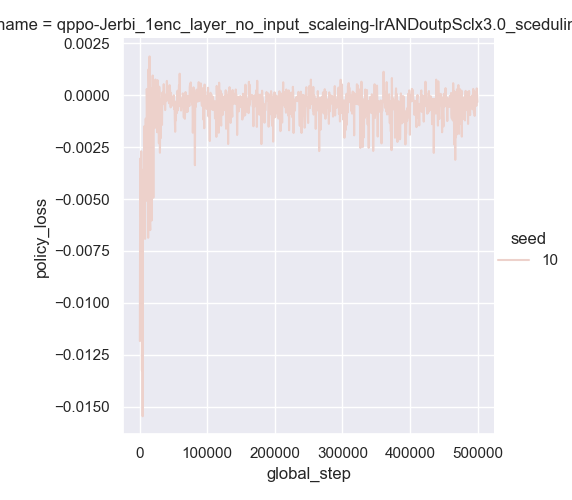 name = qppo-Jerbi_1enc_layer_no_input_scaleing-lrANDoutpSclx3.0_scedulin
0.0025
0.0000
−0.0025
−0.0050
−0.0075
−0.0100
−0.0125
−0.0150
policy_loss
0 100000 200000 300000 400000 500000
global_step
seed
10